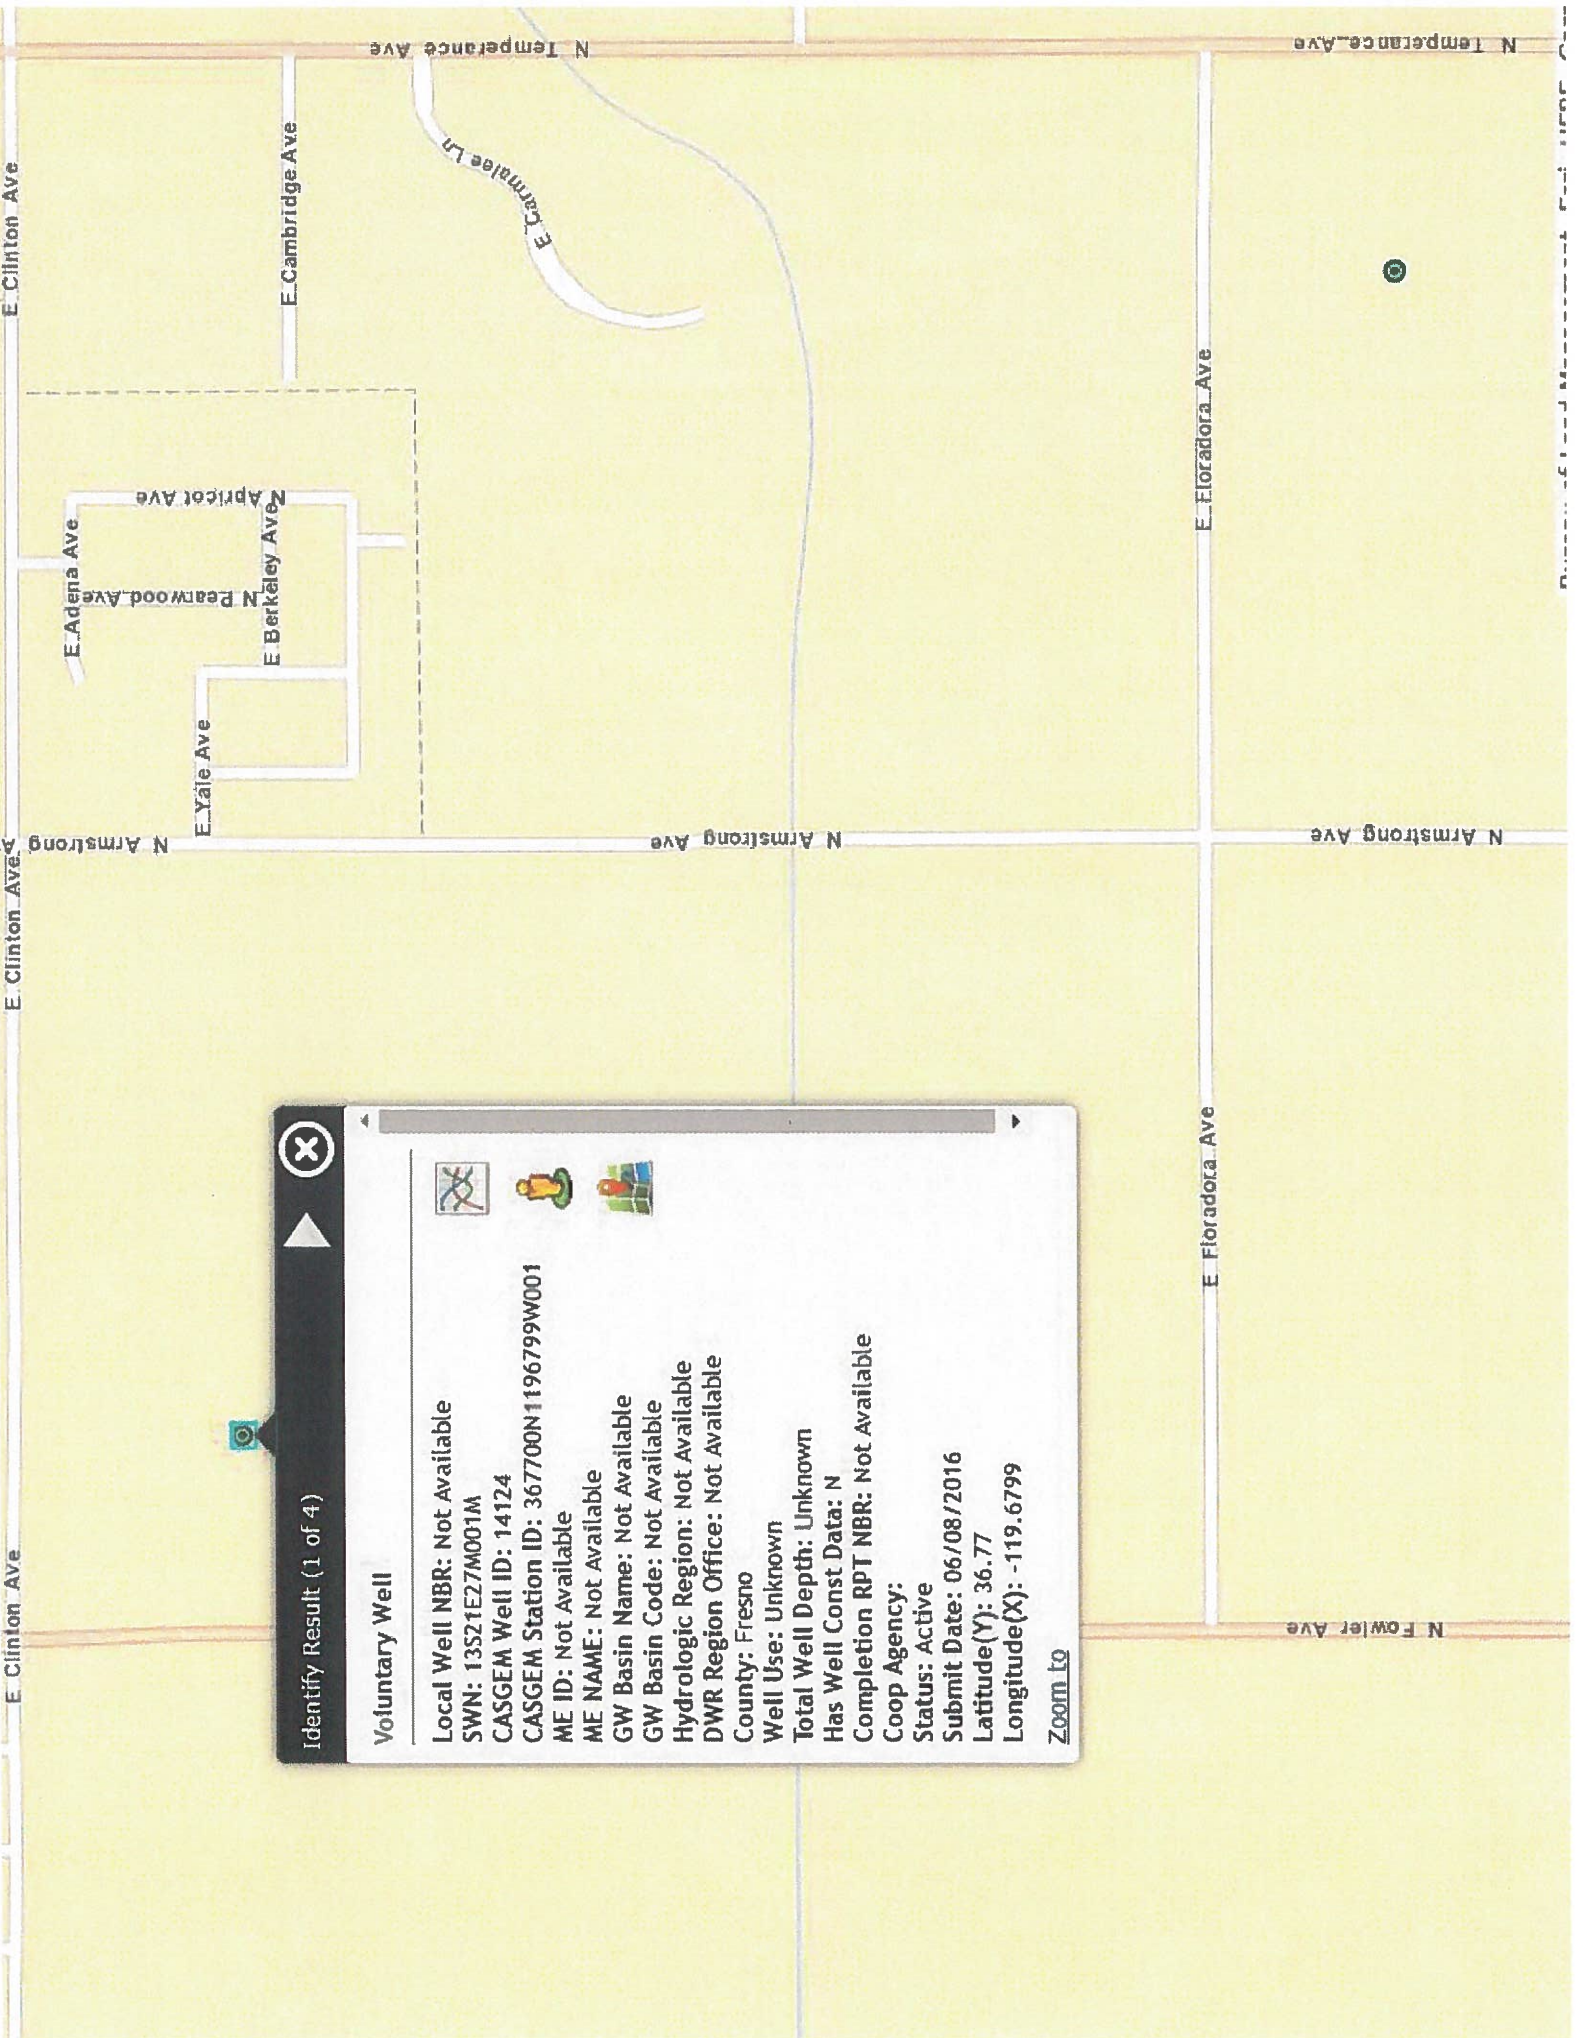 E Clinton Ave
E Clinton Ave
E Clinton Ave
N Armstrong A
E Adena Ave
N Pearwood Ave
N Apricot Ave
E Berkeley Ave
E Yale Ave
E Cambridge Ave
N Temperance Ave
E Carmalee Ln
N Armstrong Ave
Identify Result (1 of 4)
Voluntary Well
Local Well NBR: Not Available
SWN: 13S21E27M001M
CASGEM Well ID: 14124
CASGEM Station ID: 367700N1196799W001
ME ID: Not Available
ME NAME: Not Available
GW Basin Name: Not Available
GW Basin Code: Not Available
Hydrologic Region: Not Available
DWR Region Office: Not Available
County: Fresno
Well Use: Unknown
Total Well Depth: Unknown
Has Well Const Data: N
Completion RPT NBR: Not Available
Coop Agency:
Status: Active
Submit Date: 06/08/2016
Latitude(Y): 36.77
Longitude(X): -119.6799
Zoom to
E Floradora Ave
E Floradora Ave
N Fowler Ave
N Armstrong Ave
N Temperance Ave